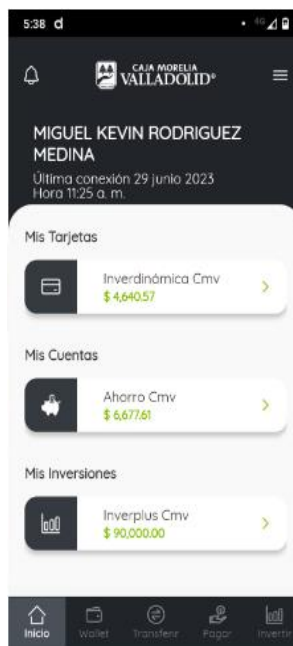 5:38 d
4G
CAJA MORELIA
VALLADOLID®
MIGUEL KEVIN RODRIGUEZ
MEDINA
Última conexión 29 junio 2023
Hora 11:25 a. m.
Mis Tarjetas
Inverdinámica Cmv
$ 4,640.57
Mis Cuentas
Ahorro Cmv
$ 6,677.61
Mis Inversiones
Inverplus Cmv
$ 90,000.00
Inicio Wallet Transferir Pagar Invertir